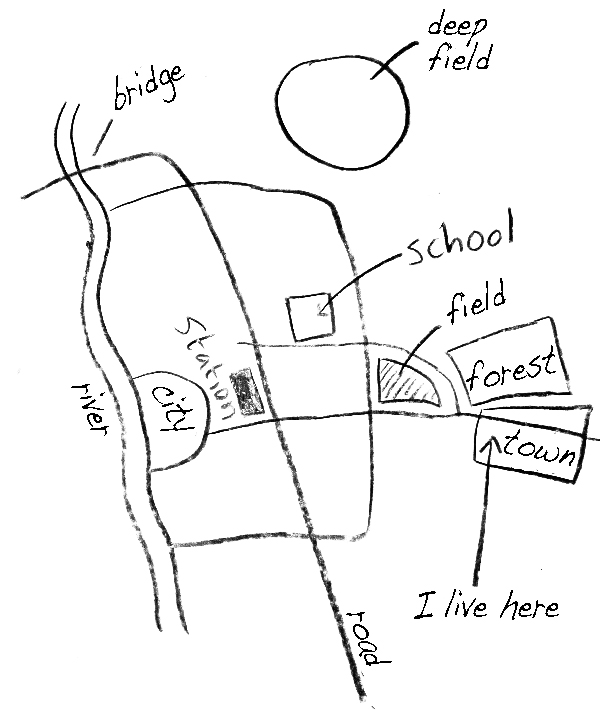 deep
field
bridge
school
field
Station
forest
river
city
town
I live here
road